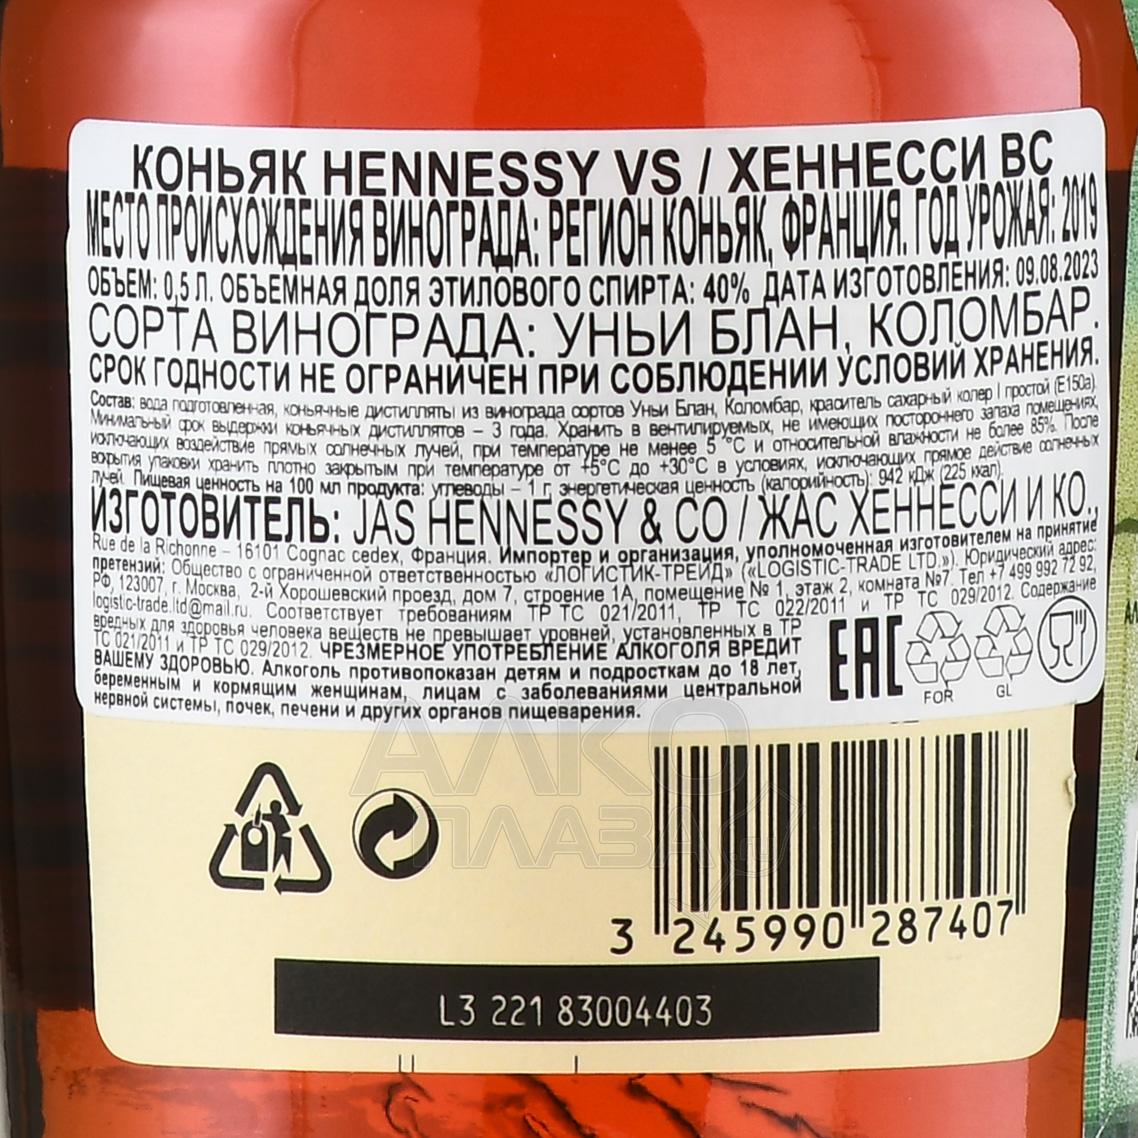 КОНЬЯК HENNESSY VS / ХЕННЕССИ ВС
МЕСТО ПРОИСХОЖДЕНИЯ ВИНОГРАДА: РЕГИОН КОНЬЯК, ФРАНЦИЯ. ГОД УРОЖАЯ: 2019
ОБЪЕМ: 0,5 Л. ОБЪЕМНАЯ ДОЛЯ ЭТИЛОВОГО СПИРТА: 40% ДАТА ИЗГОТОВЛЕНИЯ: 09.08.2023
СОРТА ВИНОГРАДА: УНЬИ БЛАН, КОЛОМБАР.
СРОК ГОДНОСТИ НЕ ОГРАНИЧЕН ПРИ СОБЛЮДЕНИИ УСЛОВИЙ ХРАНЕНИЯ.
Состав: вода подготовленная, коньячные дистилляты из винограда сортов Уньи Блан, Коломбар, краситель сахарный колер I простой (Е150а).
Минимальный срок выдержки коньячных дистиллятов – 3 года. Хранить в вентилируемых, не имеющих постороннего запаха помещениях,
исключающих воздействие прямых солнечных лучей, при температуре не менее 5 °С и относительной влажности не более 85%. После
вскрытия упаковки хранить плотно закрытым при температуре от +5°С до +30°С в условиях, исключающих прямое действие солнечных
лучей. Пищевая ценность на 100 мл продукта: углеводы – 1 г, энергетическая ценность (калорийность): 942 кДж (225 ккал).
ИЗГОТОВИТЕЛЬ: JAS HENNESSY & CO / ЖАС ХЕННЕССИ И КО.,
Rue de la Richonne – 16101 Cognac cedex, Франция. Импортер и организация, уполномоченная изготовителем на принятие
претензий: Общество с ограниченной ответственностью «ЛОГИСТИК-ТРЕЙД» («LOGISTIC-TRADE LTD.»). Юридический адрес:
РФ, 123007, г. Москва, 2-й Хорошевский проезд, дом 7, строение 1А, помещение № 1, этаж 2, комната №7. Тел +7 499 992 72 92,
logistic-trade.ltd@mail.ru. Соответствует требованиям ТР ТС 021/2011, ТР ТС 022/2011 и ТР ТС 029/2012. Содержание
вредных для здоровья человека веществ не превышает уровней, установленных в ТР
ТС 021/2011 и ТР ТС 029/2012. ЧРЕЗМЕРНОЕ УПОТРЕБЛЕНИЕ АЛКОГОЛЯ ВРЕДИТ
ВАШЕМУ ЗДОРОВЬЮ. Алкоголь противопоказан детям и подросткам до 18 лет,
беременным и кормящим женщинам, лицам с заболеваниями центральной
нервной системы, почек, печени и других органов пищеварения.
EAC
FOR GL
АЛКО
ПЛАЗА
3 245990 287407
L3 221 83004403